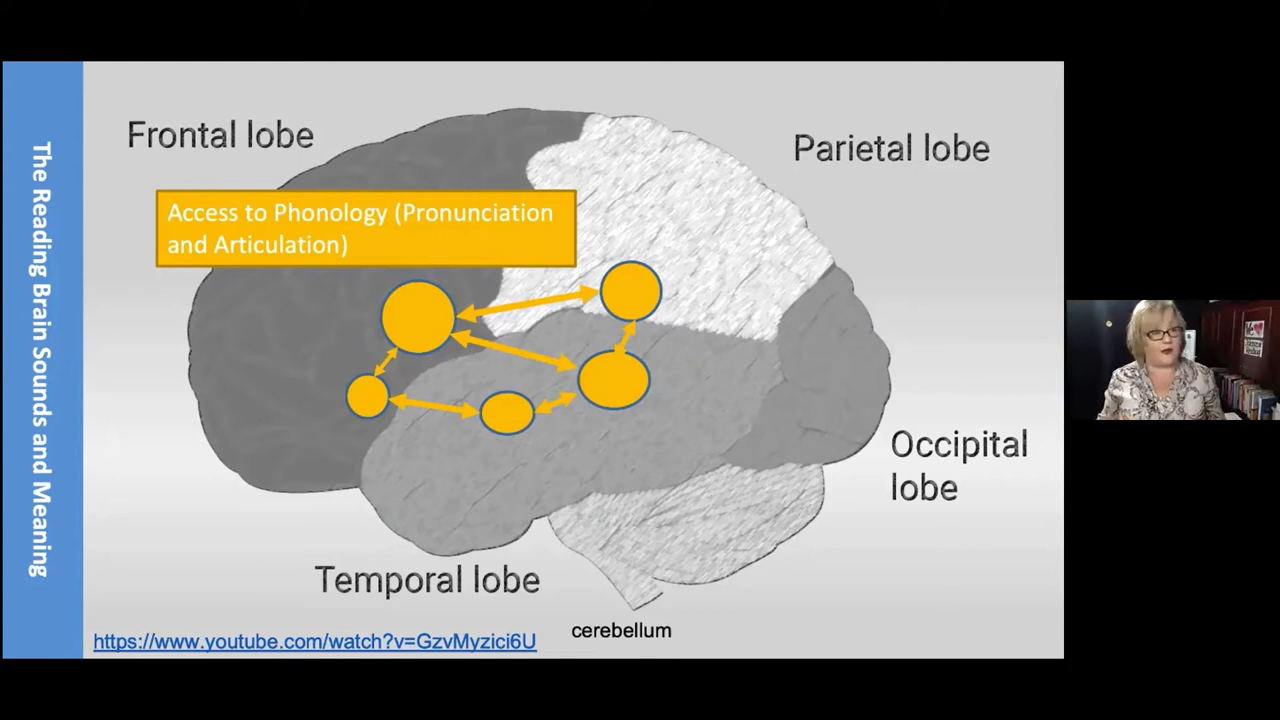 The Reading Brain Sounds and Meaning
Frontal lobe
Parietal lobe
Access to Phonology (Pronunciation
and Articulation)
Occipital
lobe
Temporal lobe
cerebellum
https://www.youtube.com/watch?v=GzvMyzici6U